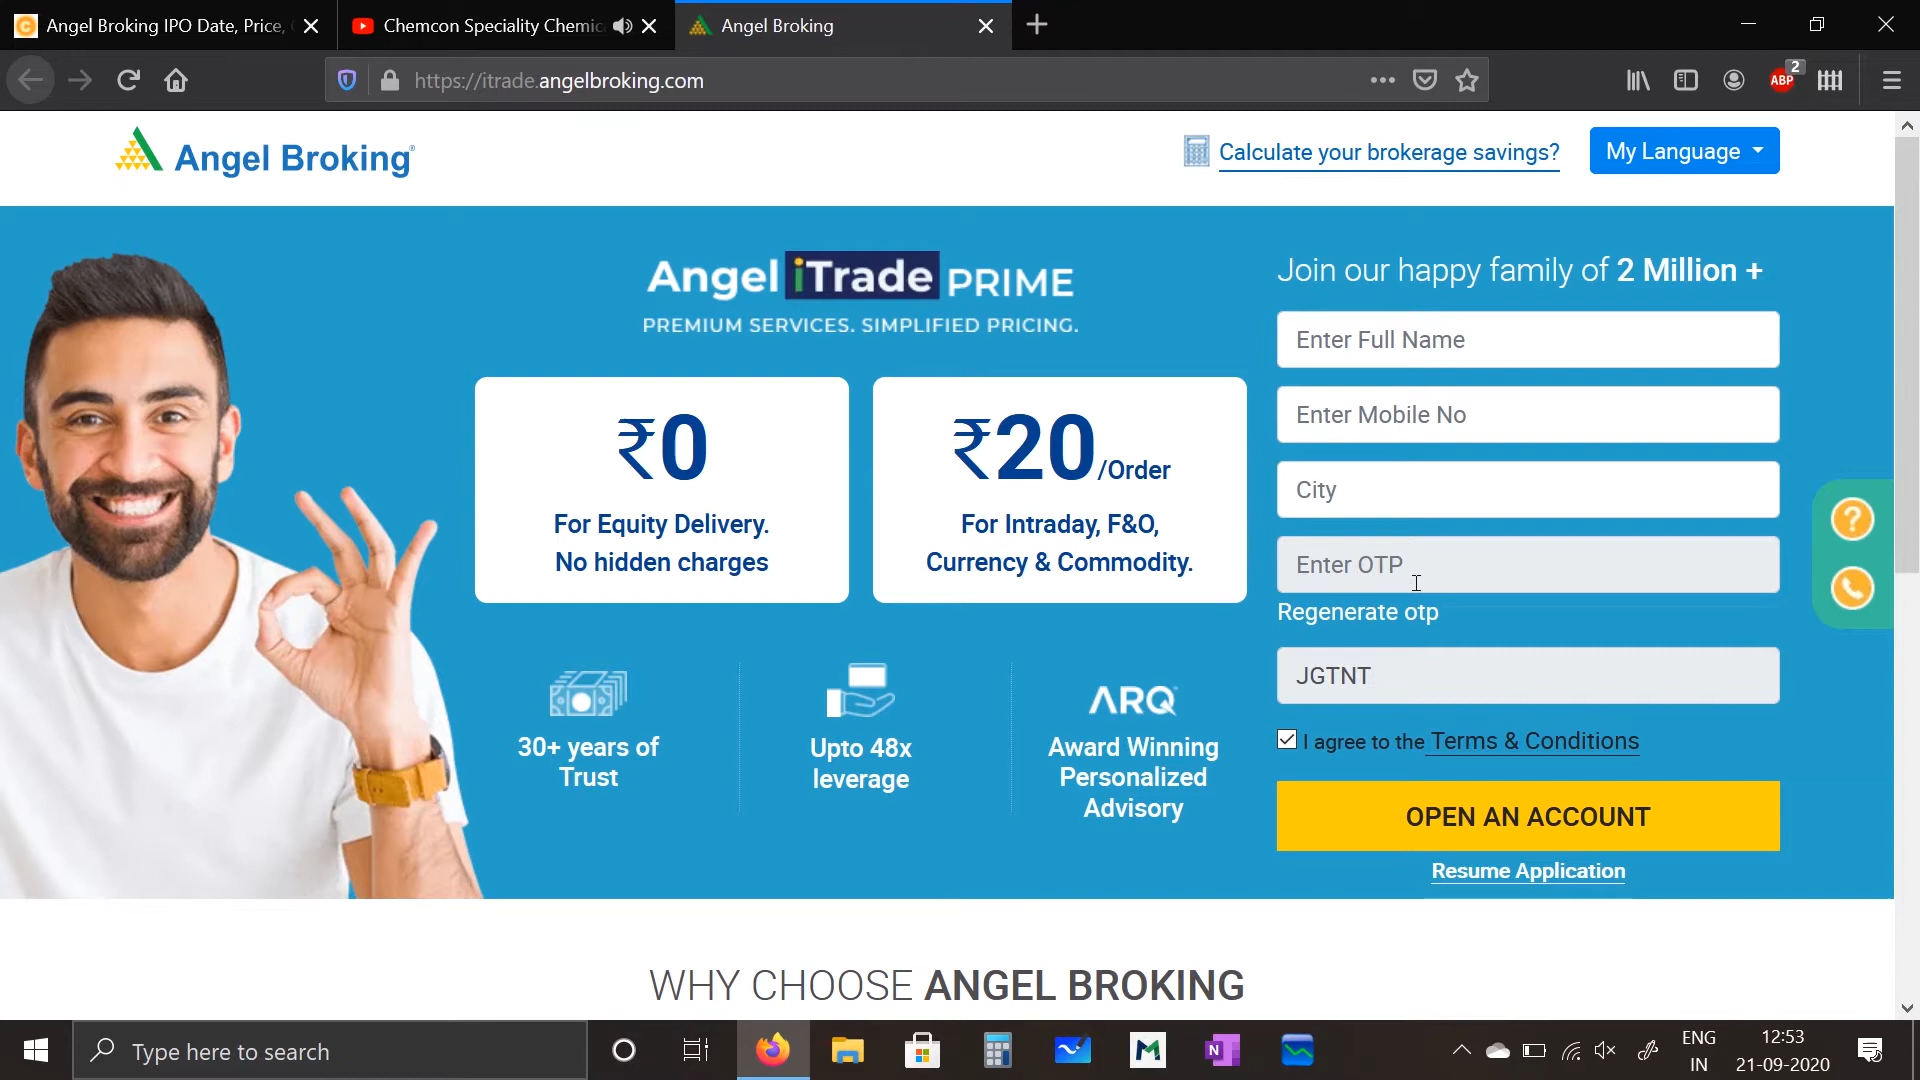 Angel Broking IPO Date, Price,
Chemcon Speciality Chemic
Angel Broking
https://itrade.angelbroking.com
ABP
2
Angel Broking
Calculate your brokerage savings?
My Language
Angel iTrade PRIME
PREMIUM SERVICES. SIMPLIFIED PRICING.
₹0
For Equity Delivery.
No hidden charges
₹20/Order
For Intraday, F&O,
Currency & Commodity.
30+ years of
Trust
Upto 48x
leverage
ARQ
Award Winning
Personalized
Advisory
Join our happy family of 2 Million +
Enter Full Name
Enter Mobile No
City
Enter OTP
Regenerate otp
JGTNT
I agree to the Terms & Conditions
OPEN AN ACCOUNT
Resume Application
?
WHY CHOOSE ANGEL BROKING
Type here to search
N
ENG
IN
12:53
21-09-2020